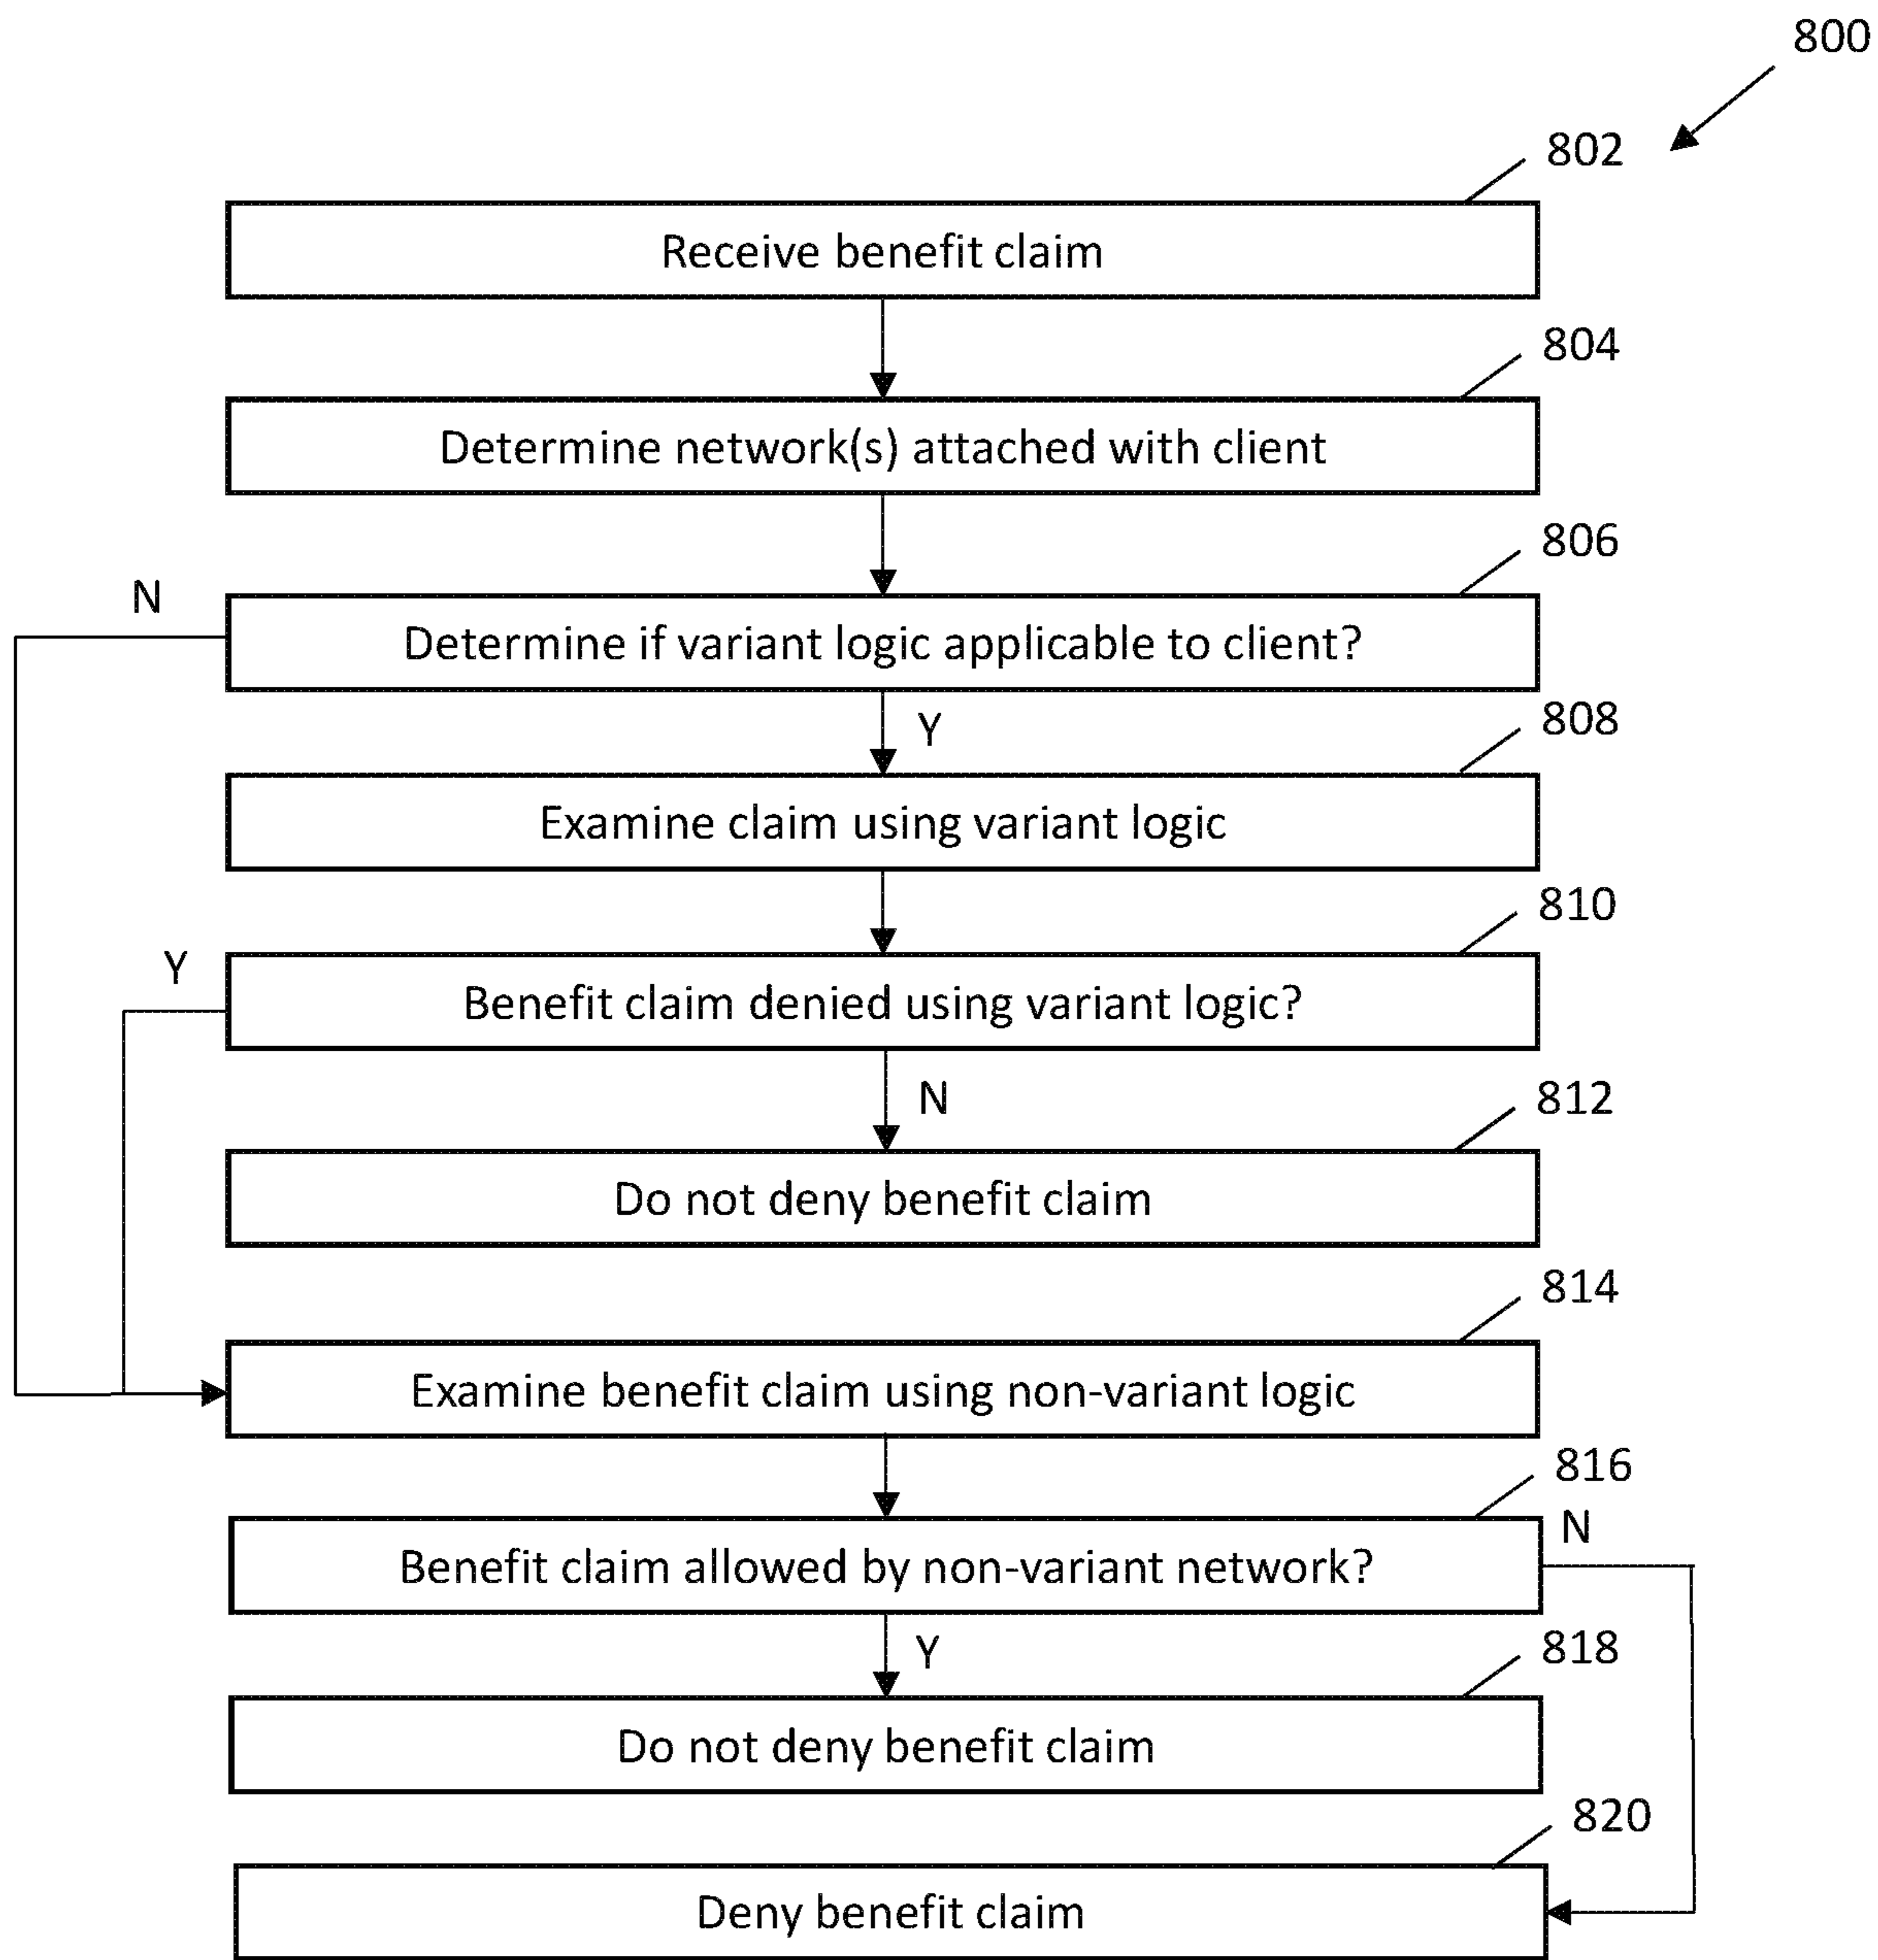 800
802
Receive benefit claim
804
Determine network(s) attached with client
806
N
Determine if variant logic applicable to client?
808
Y
Examine claim using variant logic
810
Y
Benefit claim denied using variant logic?
N
812
Do not deny benefit claim
814
Examine benefit claim using non-variant logic
816
N
Benefit claim allowed by non-variant network?
Y
818
Do not deny benefit claim
820
Deny benefit claim